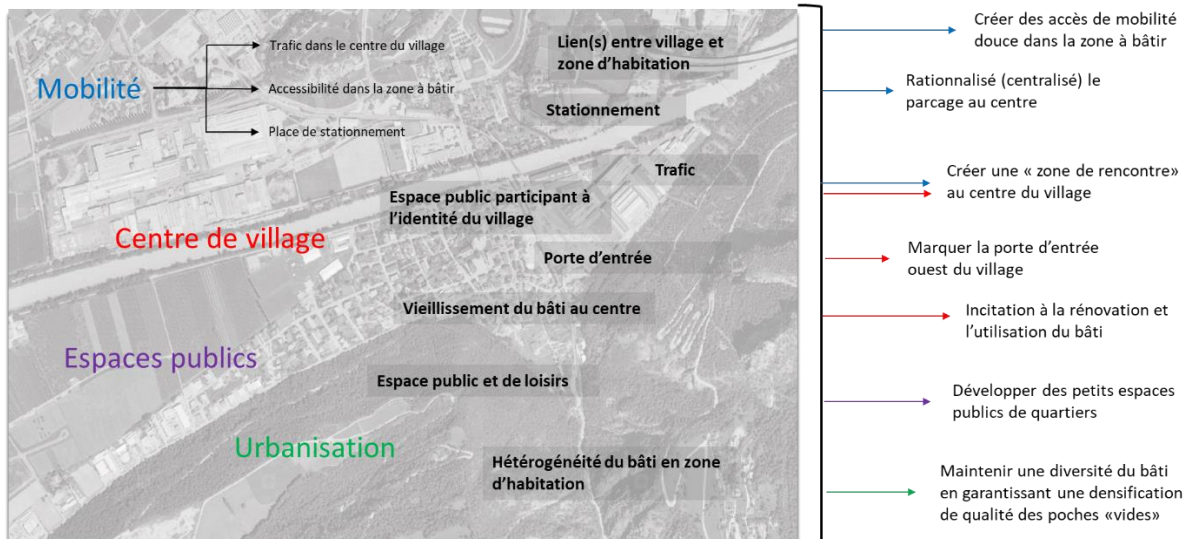 Mobilité
Trafic dans le centre du village
Accessibilité dans la zone à bâtir
Place de stationnement
Lien(s) entre village et
zone d'habitation
Stationnement
Trafic
Espace public participant à
l'identité du village
Centre de village
Porte d'entrée
Vieillissement du bâti au centre
Espaces publics
Espace public et de loisirs
Urbanisation
Hétérogénéité du bâti en zone
d'habitation
Créer des accès de mobilité
douce dans la zone à bâtir
Rationnalisé (centralisé) le
parcage au centre
Créer une « zone de rencontre»
au centre du village
Marquer la porte d'entrée
ouest du village
Incitation à la rénovation et
l'utilisation du bâti
Développer des petits espaces
publics de quartiers
Maintenir une diversité du bâti
en garantissant une densification
de qualité des poches «vides»